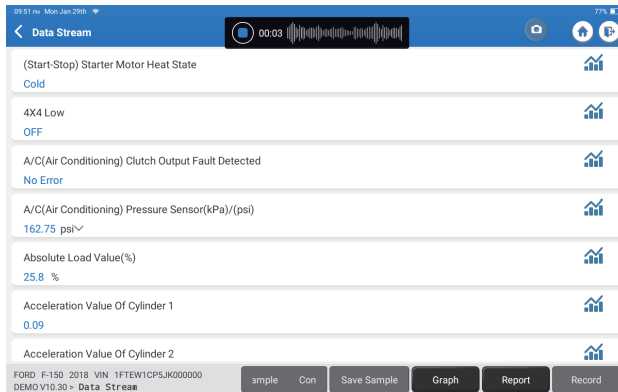 09:51 PM Mon Jan 29th
77%
Data Stream
00:03
(Start-Stop) Starter Motor Heat State
Cold
4X4 Low
OFF
A/C(Air Conditioning) Clutch Output Fault Detected
No Error
A/C(Air Conditioning) Pressure Sensor(kPa)/(psi)
162.75 psi
Absolute Load Value(%)
25.8 %
Acceleration Value Of Cylinder 1
0.09
Acceleration Value Of Cylinder 2
FORD F-150 2018 VIN 1FTEW1CP5JK000000
DEMO V10.30 > Data Stream
ample Con
Save Sample
Graph
Report
Record